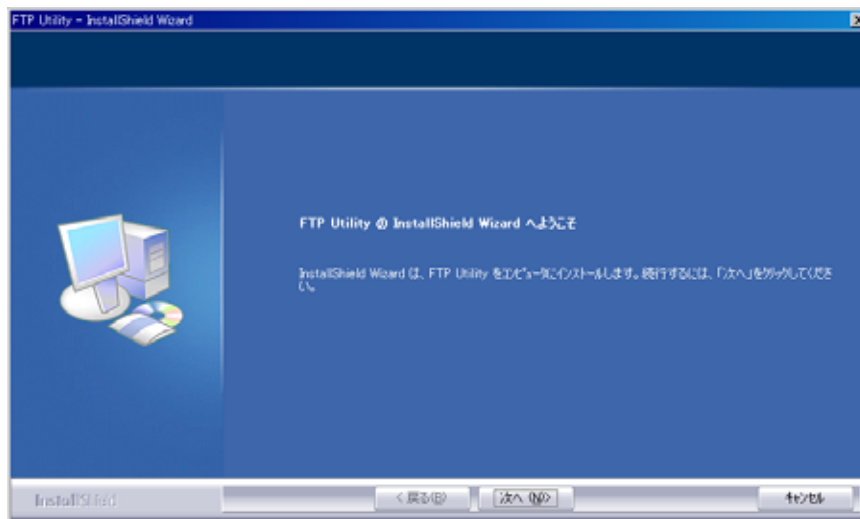 FTP Utility - InstallShield Wizard
FTP Utility の InstallShield Wizard へようこそ
InstallShield Wizard は、FTP Utility をｺﾝﾋﾟｭｰﾀにｲﾝｽﾄｰﾙします。続行するには、「次へ」をｸﾘｯｸしてくださ
い。
InstallShield
< 戻る(B)
次へ (N)>
ｷｬﾝｾﾙ